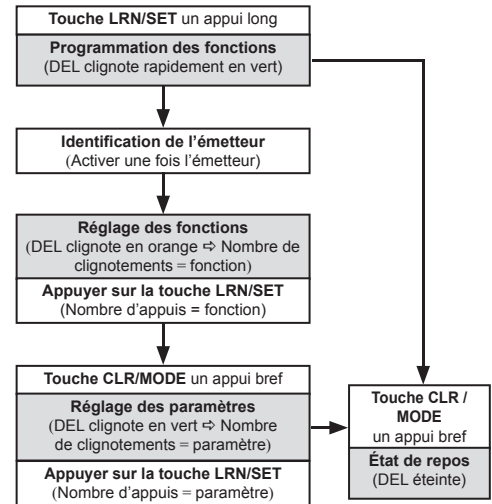 Touche LRN/SET un appui long
Programmation des fonctions
(DEL clignote rapidement en vert)
Identification de l'émetteur
(Activer une fois l'émetteur)
Réglage des fonctions
(DEL clignote en orange ⇨ Nombre de
clignotements = fonction)
Appuyer sur la touche LRN/SET
(Nombre d'appuis = fonction)
Touche CLR/MODE un appui bref
Réglage des paramètres
(DEL clignote en vert ⇨ Nombre
de clignotements = paramètre)
Appuyer sur la touche LRN/SET
(Nombre d'appuis = paramètre)
Touche CLR /
MODE
un appui bref
État de repos
(DEL éteinte)